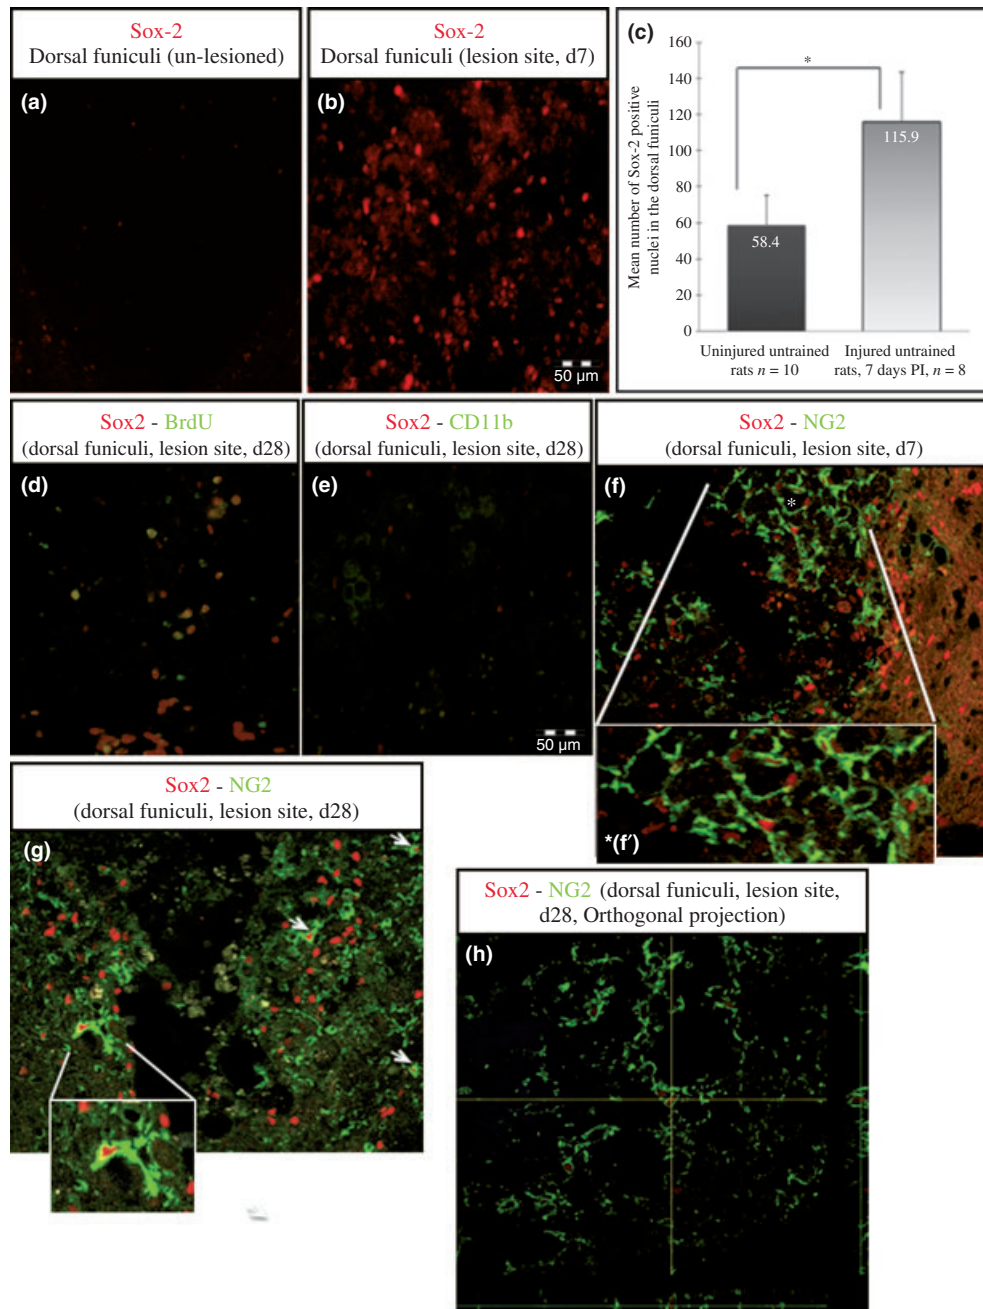 Sox-2
Dorsal funiculi (un-lesioned)
(a)
Sox-2
Dorsal funiculi (lesion site, d7)
(b)
50 µm
(c)
160
140
120
100
80
60
40
20
0
Mean number of Sox-2 positive
nuclei in the dorsal funiculi
*
58.4
115.9
Uninjured untrained
rats n = 10
Injured untrained
rats, 7 days PI, n = 8
Sox2 - BrdU
(dorsal funiculi, lesion site, d28)
(d)
Sox2 - CD11b
(dorsal funiculi, lesion site, d28)
(e)
50 µm
Sox2 - NG2
(dorsal funiculi, lesion site, d7)
(f)
*
*(f′)
Sox2 - NG2
(dorsal funiculi, lesion site, d28)
(g)
Sox2 - NG2 (dorsal funiculi, lesion site,
d28, Orthogonal projection)
(h)